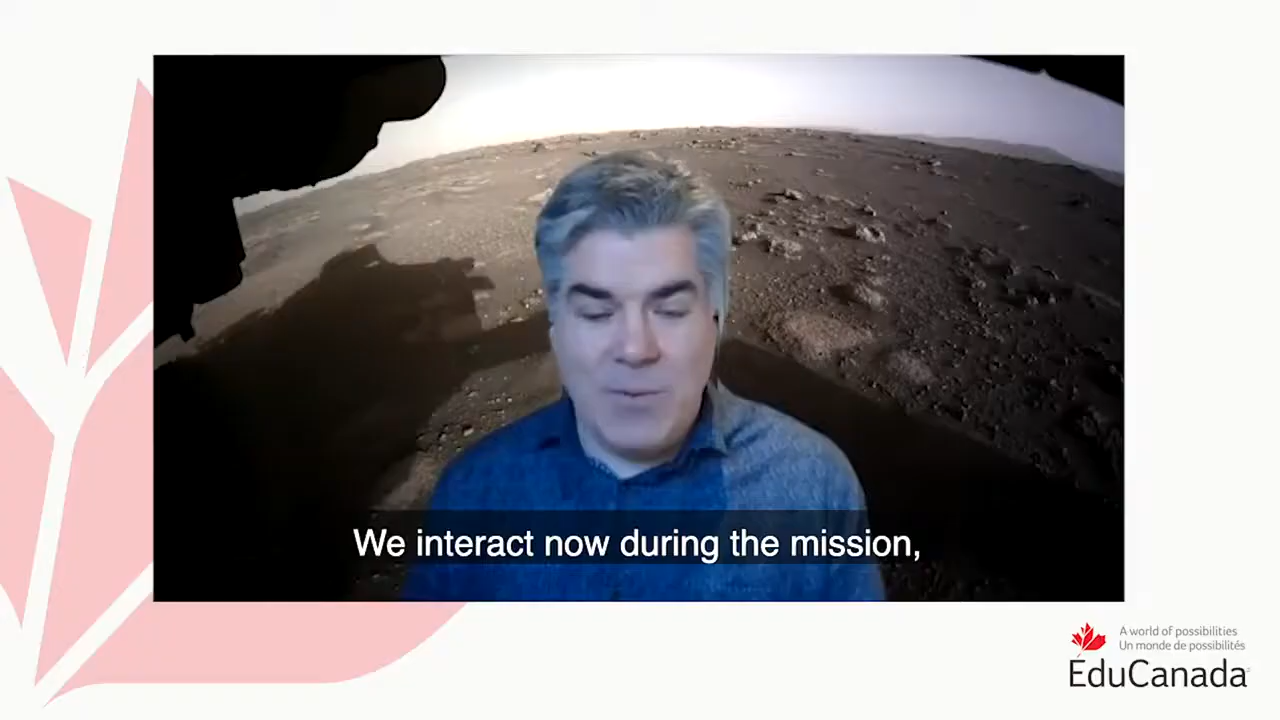 We interact now during the mission,
A world of possibilities
Un monde de possibilités
ÉduCanada